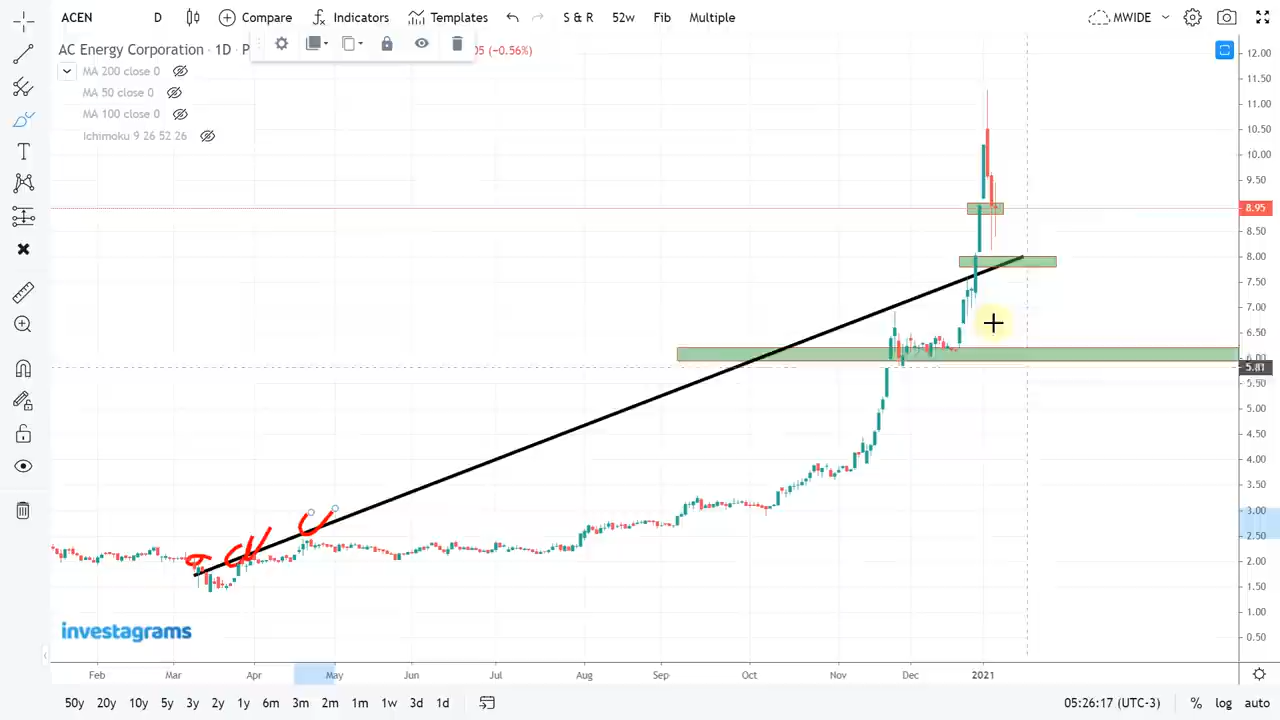 ACEN D Compare Indicators Templates S & R 52w Fib Multiple MWIDE
AC Energy Corporation · 1D · P 05 (−0.56%)
MA 200 close 0
MA 50 close 0
MA 100 close 0
Ichimoku 9 26 52 26
12.00
11.50
11.00
10.50
10.00
9.50
8.95
8.50
8.00
7.50
7.00
6.50
6.00
5.81
5.50
5.00
4.50
4.00
3.50
3.00
2.50
2.00
1.50
1.00
0.50
investagrams
Feb Mar Apr May Jun Jul Aug Sep Oct Nov Dec 2021
50y 20y 10y 5y 3y 2y 1y 6m 3m 2m 1m 1w 3d 1d 05:26:17 (UTC-3) % log auto